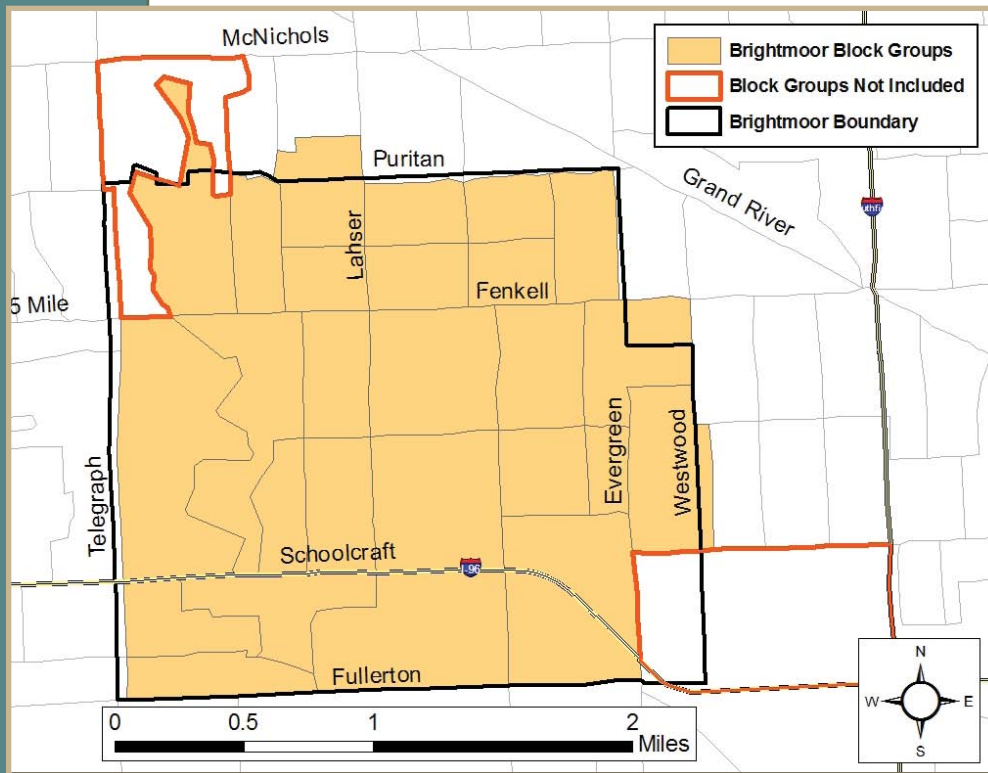 McNichols
Brightmoor Block Groups
Block Groups Not Included
Brightmoor Boundary
Puritan
Grand River
Lahser
Fenkell
5 Mile
Evergreen
Westwood
Telegraph
Schoolcraft
I-96
Fullerton
N
W E
S
0 0.5 1 2
Miles